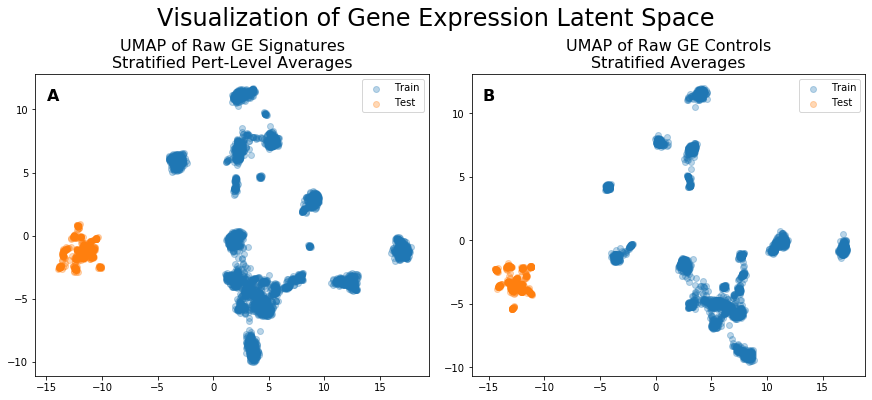 Visualization of Gene Expression Latent Space
UMAP of Raw GE Signatures
Stratified Pert-Level Averages
A
Train
Test
10
5
0
−5
−10
−15
−10
−5
0
5
10
15
UMAP of Raw GE Controls
Stratified Averages
B
Train
Test
10
5
0
−5
−10
−15
−10
−5
0
5
10
15